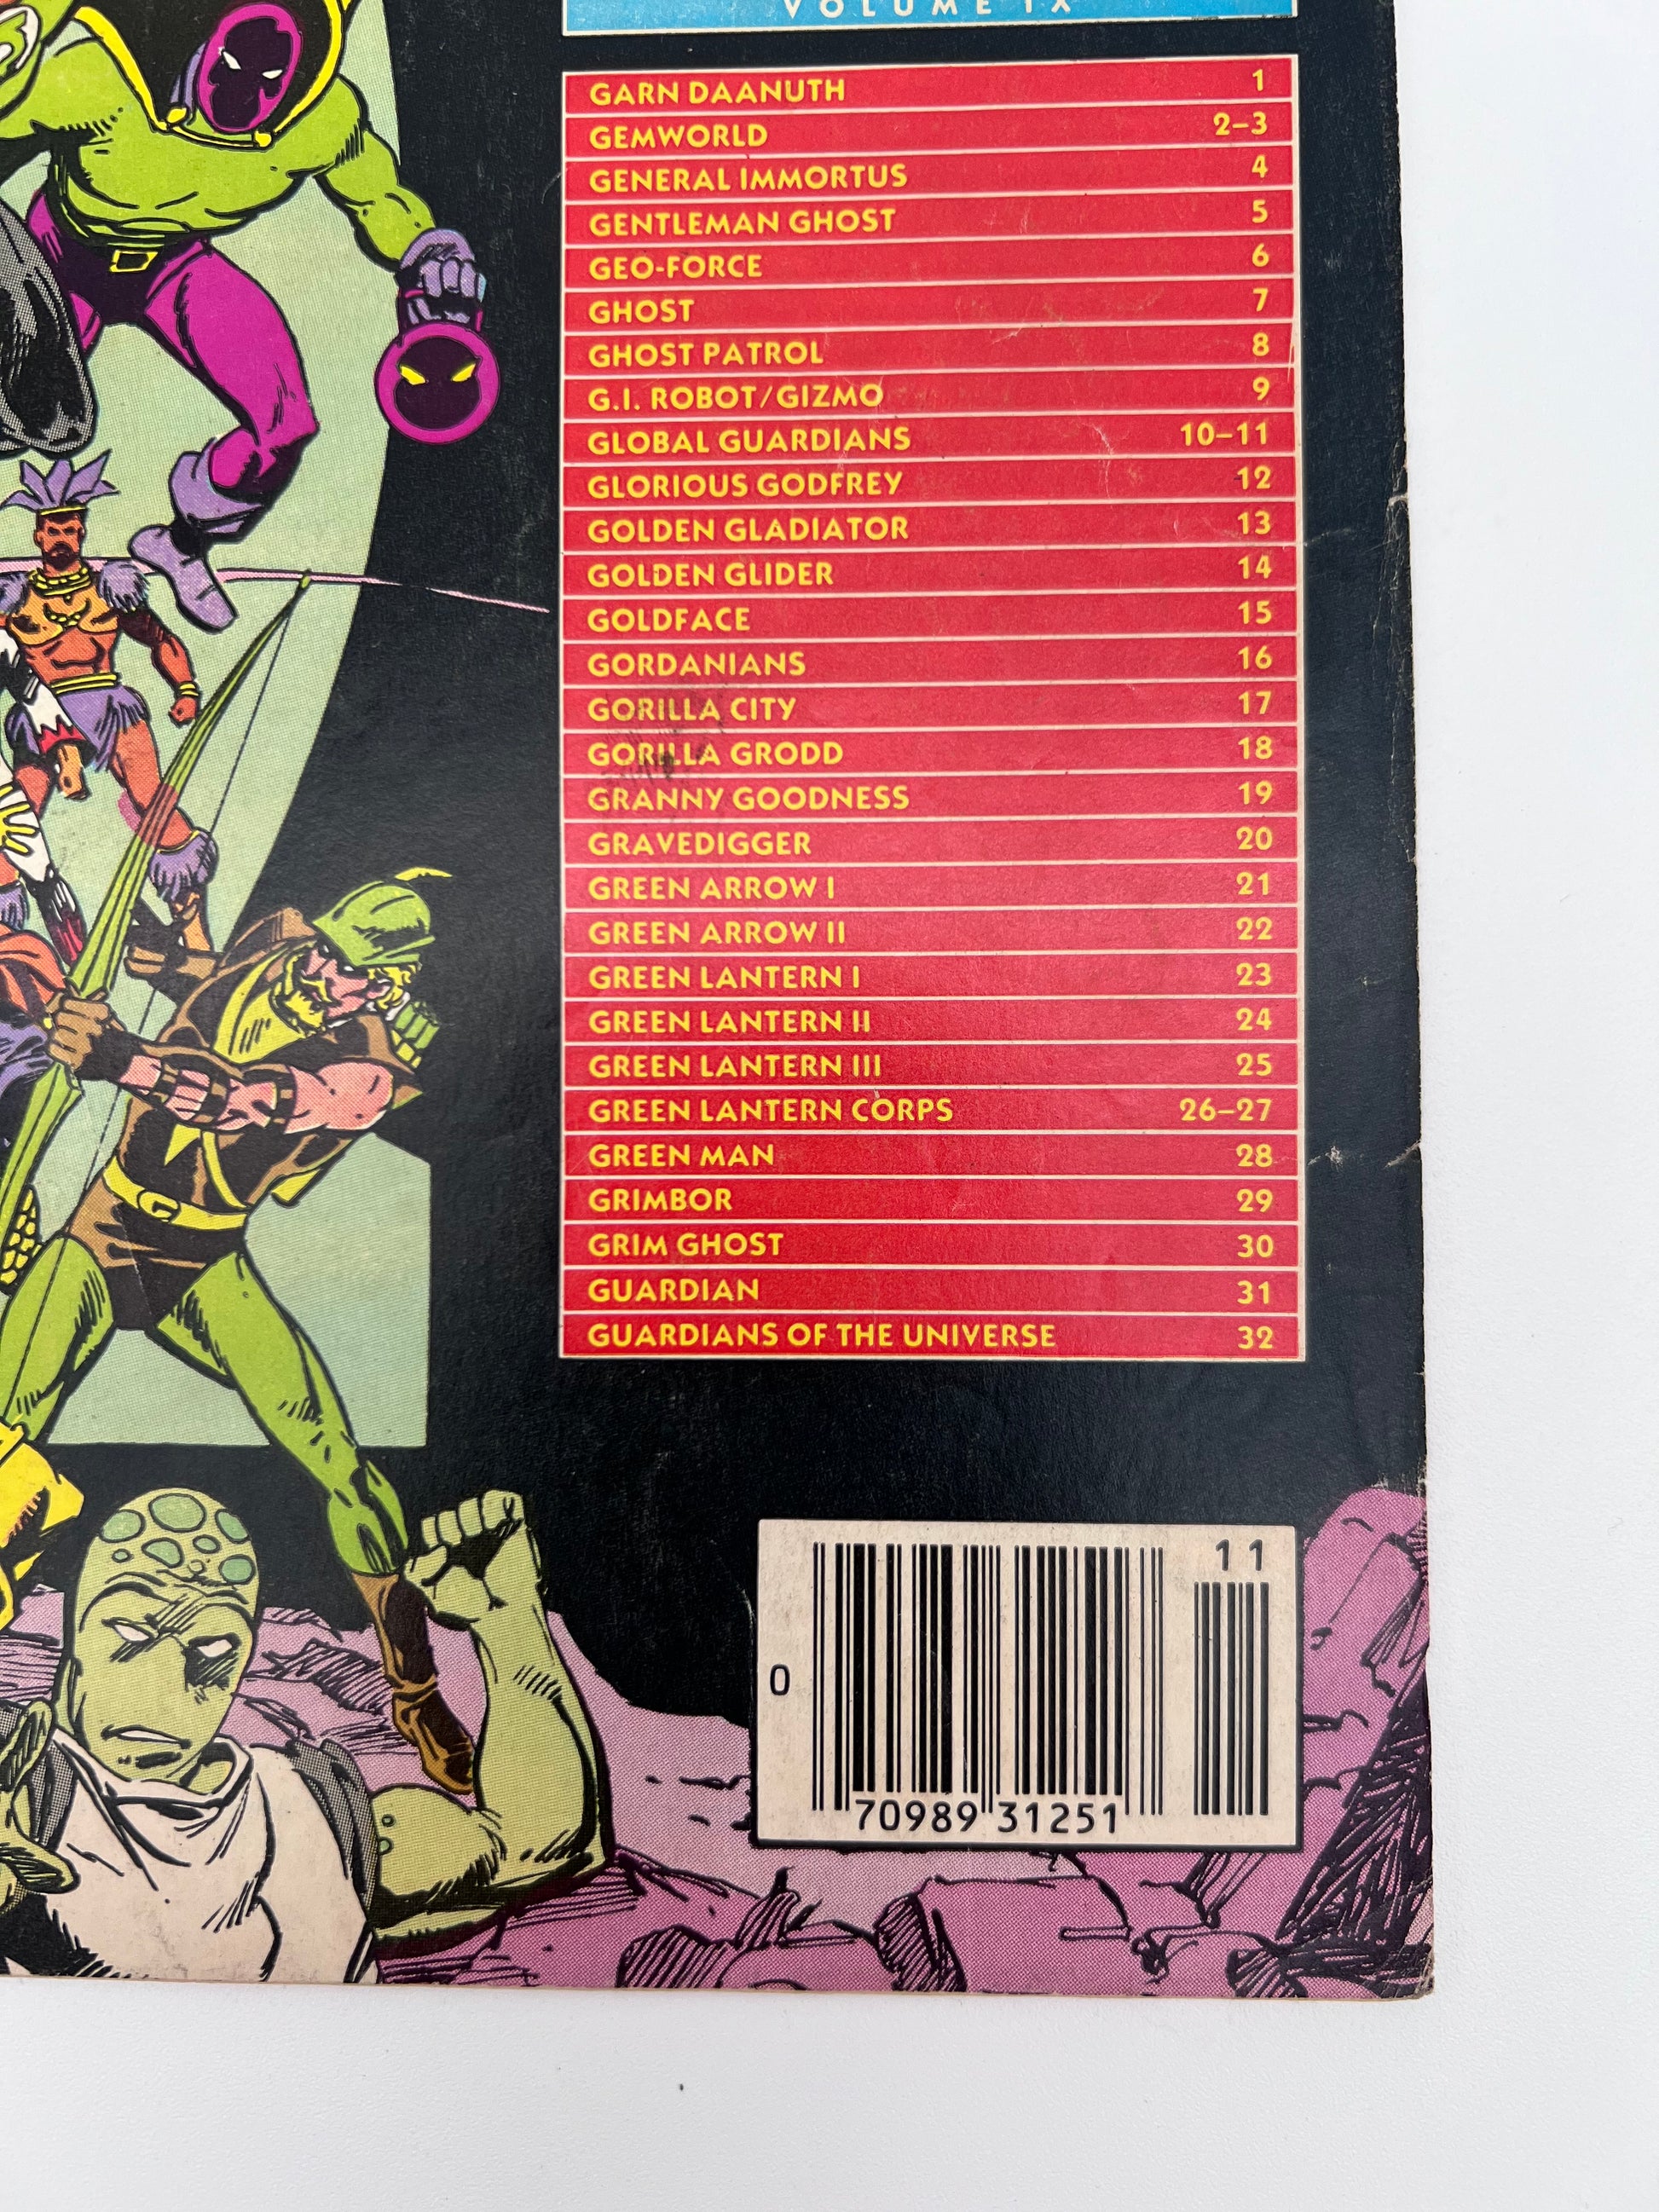 VOLUME IX
GARN DAANUTH 1
GEMWORLD 2–3
GENERAL IMMORTUS 4
GENTLEMAN GHOST 5
GEO-FORCE 6
GHOST 7
GHOST PATROL 8
G.I. ROBOT/GIZMO 9
GLOBAL GUARDIANS 10–11
GLORIOUS GODFREY 12
GOLDEN GLADIATOR 13
GOLDEN GLIDER 14
GOLDFACE 15
GORDANIANS 16
GORILLA CITY 17
GORILLA GRODD 18
GRANNY GOODNESS 19
GRAVEDIGGER 20
GREEN ARROW I 21
GREEN ARROW II 22
GREEN LANTERN I 23
GREEN LANTERN II 24
GREEN LANTERN III 25
GREEN LANTERN CORPS 26–27
GREEN MAN 28
GRIMBOR 29
GRIM GHOST 30
GUARDIAN 31
GUARDIANS OF THE UNIVERSE 32
11
0
70989 31251